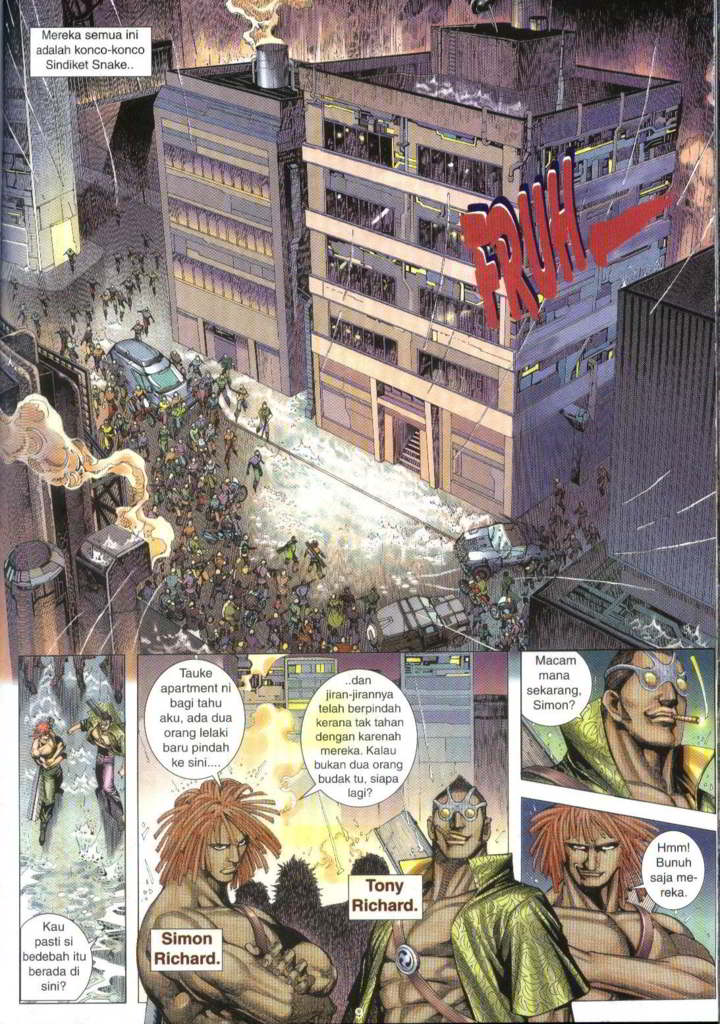 Mereka semua ini
adalah konco-konco
Sindiket Snake..
FRUH
Kau
pasti si
bedebah itu
berada di
sini?
Tauke
apartment ni
bagi tahu
aku, ada dua
orang lelaki
baru pindah
ke sini....
..dan
jiran-jirannya
telah berpindah
kerana tak tahan
dengan karenah
mereka. Kalau
bukan dua orang
budak tu, siapa
lagi?
Simon
Richard.
Tony
Richard.
Macam
mana
sekarang,
Simon?
Hmm!
Bunuh
saja me-
reka.
9